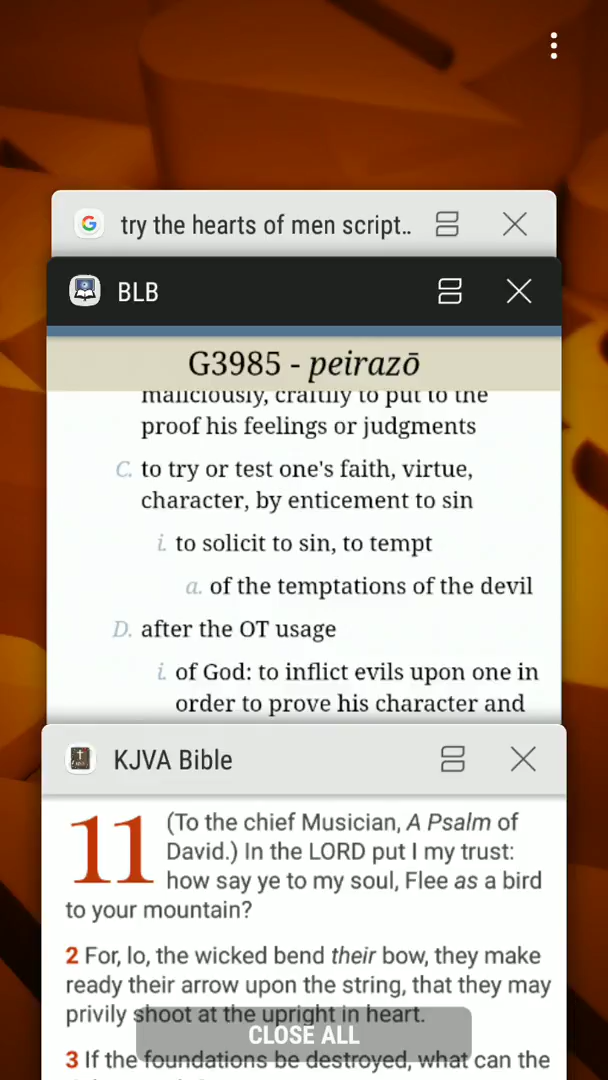 try the hearts of men script..
BLB
G3985 - peirazō
maliciously, craftily to put to the
proof his feelings or judgments
C. to try or test one's faith, virtue,
character, by enticement to sin
i. to solicit to sin, to tempt
a. of the temptations of the devil
D. after the OT usage
i. of God: to inflict evils upon one in
order to prove his character and
KJVA Bible
11 (To the chief Musician, A Psalm of
David.) In the LORD put I my trust:
how say ye to my soul, Flee as a bird
to your mountain?
2 For, lo, the wicked bend their bow, they make
ready their arrow upon the string, that they may
privily shoot at the upright in heart.
CLOSE ALL
3 If the foundations be destroyed, what can the